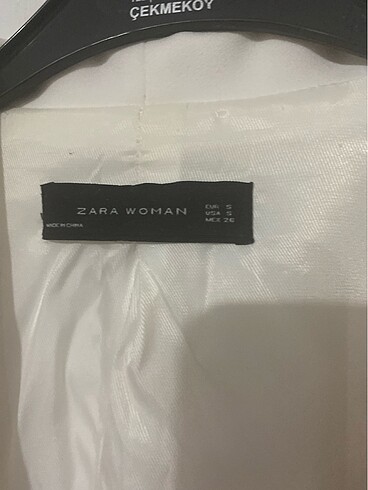 ÇEKMEKÖY
ZARA WOMAN
EUR S
USA S
MEX 26
MADE IN CHINA